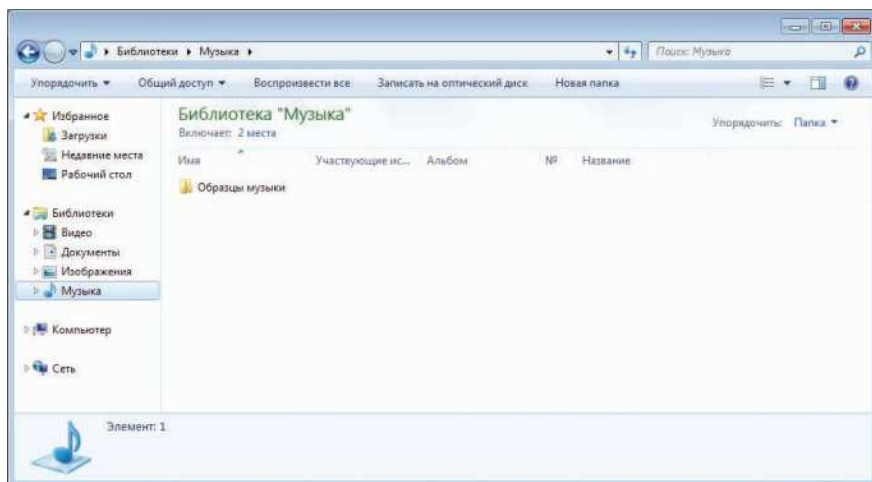 Библиотеки Музыка
Поиск: Музыка
Упорядочить Общий доступ Воспроизвести все Записать на оптический диск Новая папка
Избранное
Загрузки
Недавние места
Рабочий стол
Библиотеки
Видео
Документы
Изображения
Музыка
Компьютер
Сеть
Библиотека "Музыка"
Включает: 2 места
Упорядочить: Папка
Имя Участвующие ис... Альбом № Название
Образцы музыки
Элемент: 1